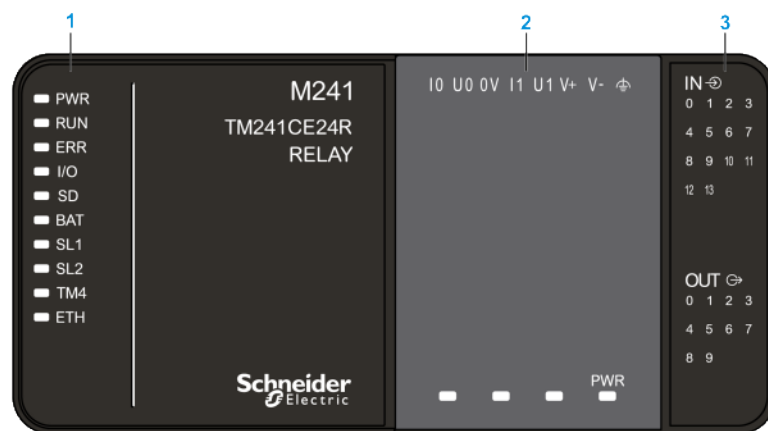 1
2
3
PWR
RUN
ERR
I/O
SD
BAT
SL1
SL2
TM4
ETH
M241
TM241CE24R
RELAY
Schneider
Electric
I0 U0 0V I1 U1 V+ V-
PWR
IN
0 1 2 3
4 5 6 7
8 9 10 11
12 13
OUT
0 1 2 3
4 5 6 7
8 9